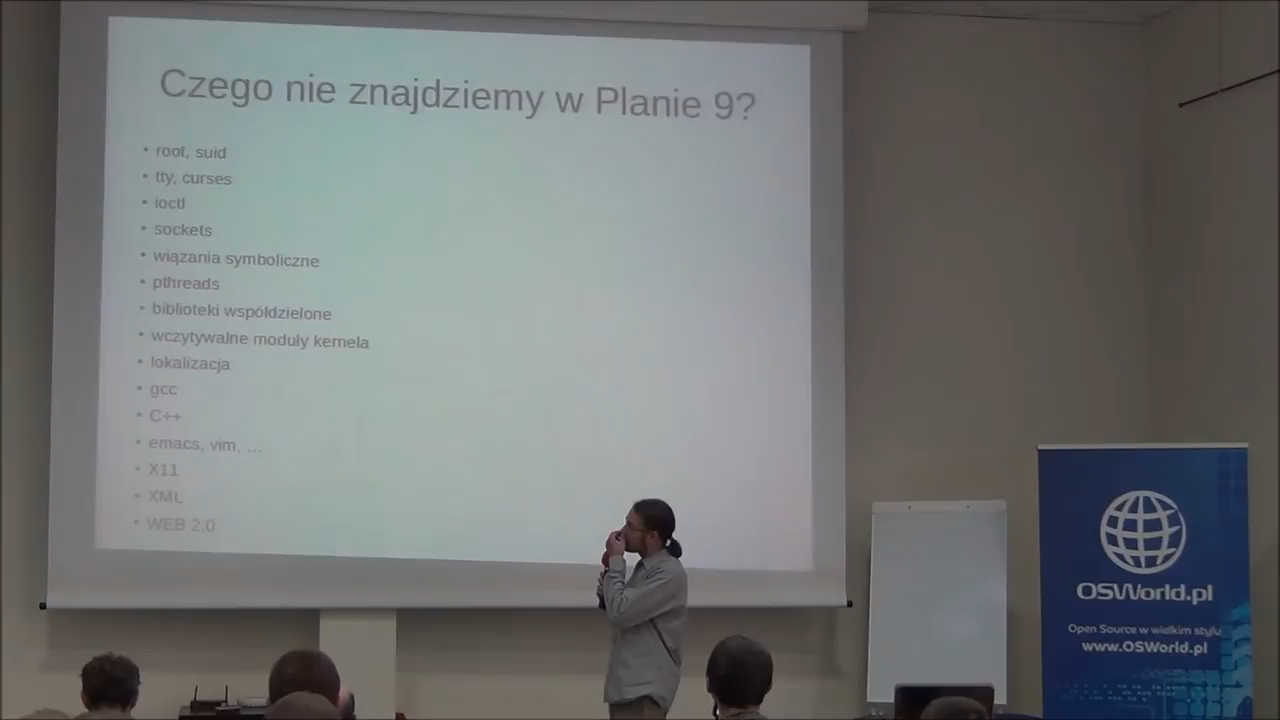 Czego nie znajdziemy w Planie 9?
• root, suid
• tty, curses
• ioctl
• sockets
• wiązania symboliczne
• pthreads
• biblioteki współdzielone
• wczytywalne moduły kernela
• lokalizacja
• gcc
• C++
• emacs, vim, ...
• X11
• XML
• WEB 2.0
OSWorld.pl
Open Source w wielkim stylu
www.OSWorld.pl